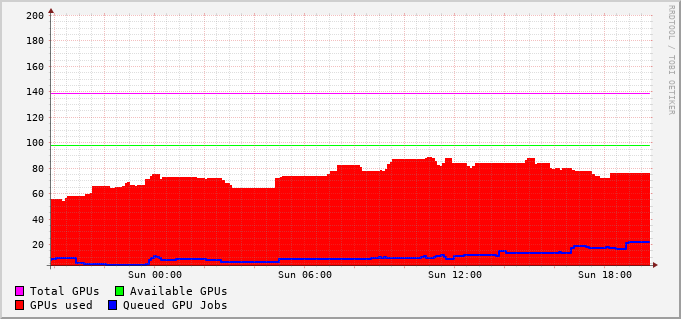 200
180
160
140
120
100
80
60
40
20
Sun 00:00 Sun 06:00 Sun 12:00 Sun 18:00
Total GPUs Available GPUs
GPUs used Queued GPU Jobs
RRDTOOL / TOBI OETIKER